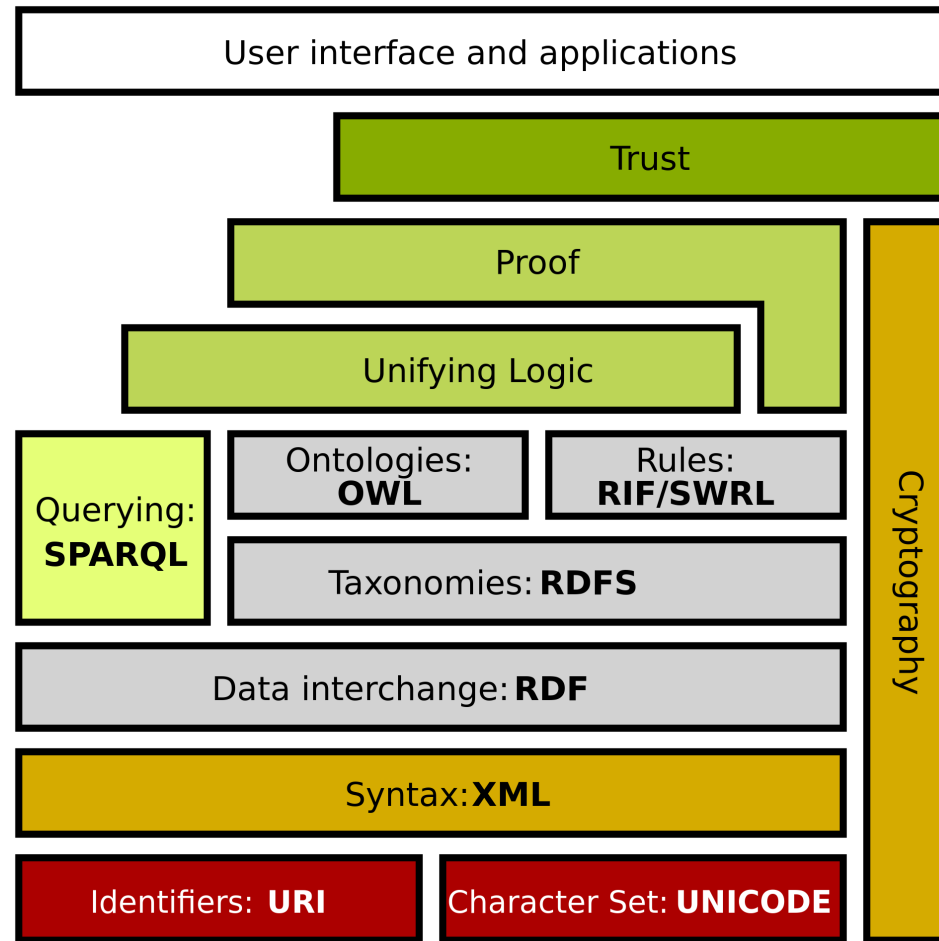 User interface and applications
Trust
Proof
Unifying Logic
Ontologies:
OWL
Rules:
RIF/SWRL
Querying:
SPARQL
Taxonomies: RDFS
Data interchange: RDF
Syntax: XML
Identifiers: URI
Character Set: UNICODE
Cryptography